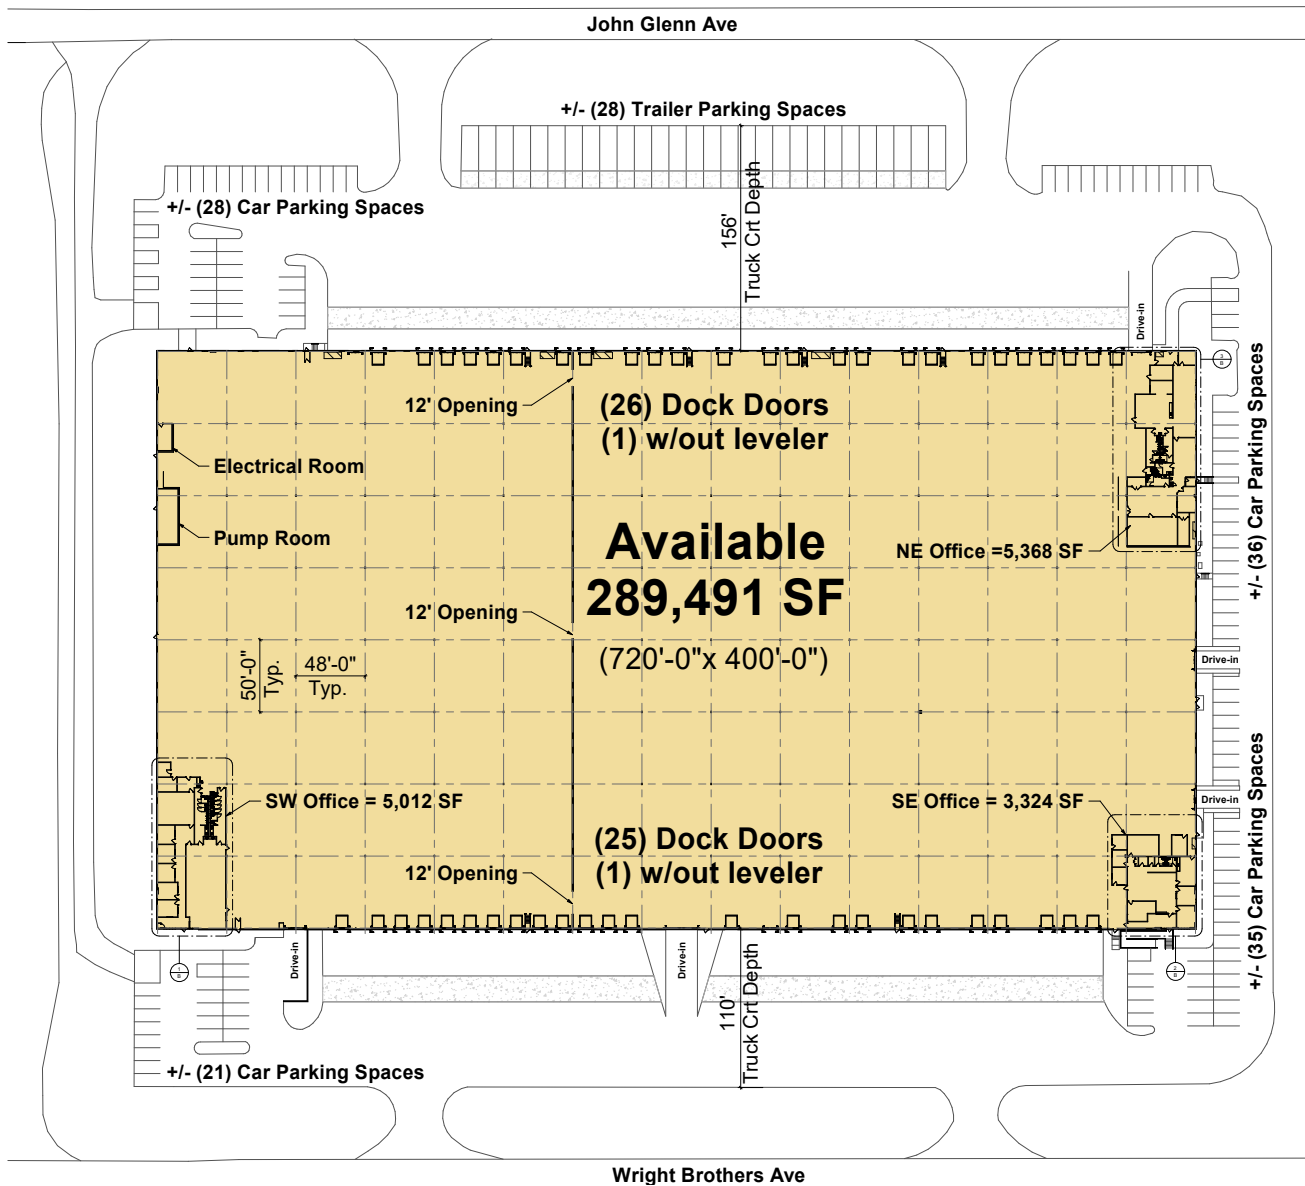 John Glenn Ave
+/- (28) Trailer Parking Spaces
156'
Truck Crt Depth
+/- (28) Car Parking Spaces
Drive-in
3
B
12' Opening
(26) Dock Doors
(1) w/out leveler
Electrical Room
Pump Room
Available
289,491 SF
(720'-0"x 400'-0")
NE Office =5,368 SF
+/- (36) Car Parking Spaces
12' Opening
50'-0"
Typ.
48'-0"
Typ.
Drive-in
SW Office = 5,012 SF
SE Office = 3,324 SF
Drive-in
+/- (35) Car Parking Spaces
(25) Dock Doors
(1) w/out leveler
12' Opening
1
B
Drive-in
Drive-in
2
B
110'
Truck Crt Depth
+/- (21) Car Parking Spaces
Wright Brothers Ave